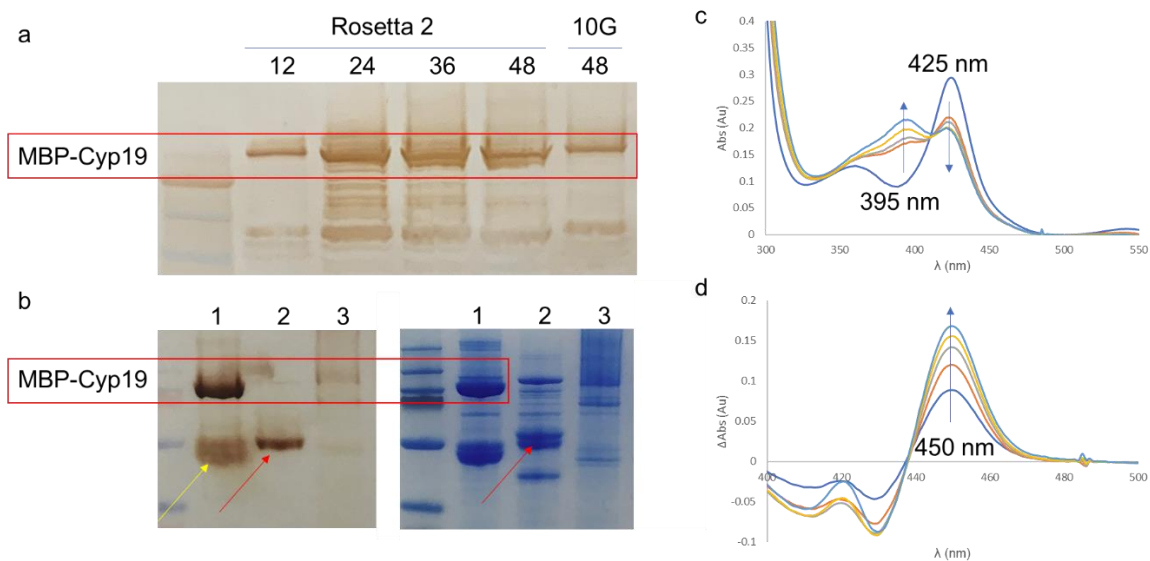 a
Rosetta 2 10G
12 24 36 48 48
MBP-Cyp19
b
1 2 3 1 2 3
MBP-Cyp19
c
0.4
0.35
0.3
0.25
0.2
0.15
0.1
0.05
0
Abs (Au)
425 nm
395 nm
300 350 400 450 500 550
λ (nm)
d
0.2
0.15
0.1
0.05
0
-0.05
-0.1
ΔAbs (Au)
450 nm
400 420 440 460 480 500
λ (nm)